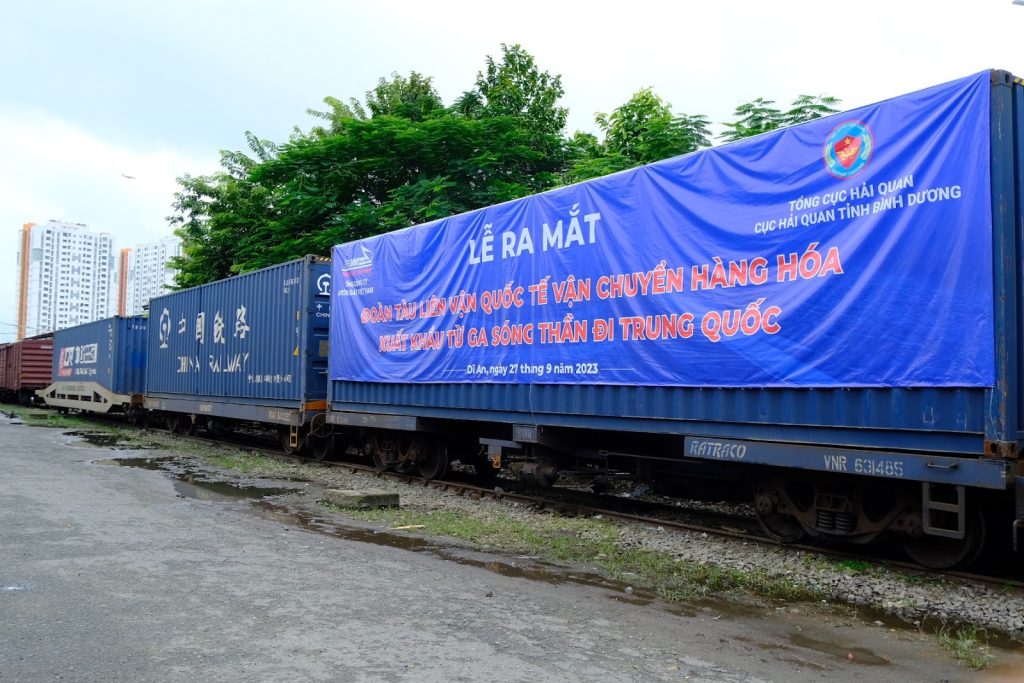 TỔNG CỤC HẢI QUAN
CỤC HẢI QUAN TỈNH BÌNH DƯƠNG
LỄ RA MẮT
ĐOÀN TÀU LIÊN VẬN QUỐC TẾ VẬN CHUYỂN HÀNG HÓA
XUẤT KHẨU TỪ GA SÓNG THẦN ĐI TRUNG QUỐC
Dĩ An, ngày 27 tháng 9 năm 2023
中国铁路
CHINA RAILWAY
RATRACO
VNR 631485